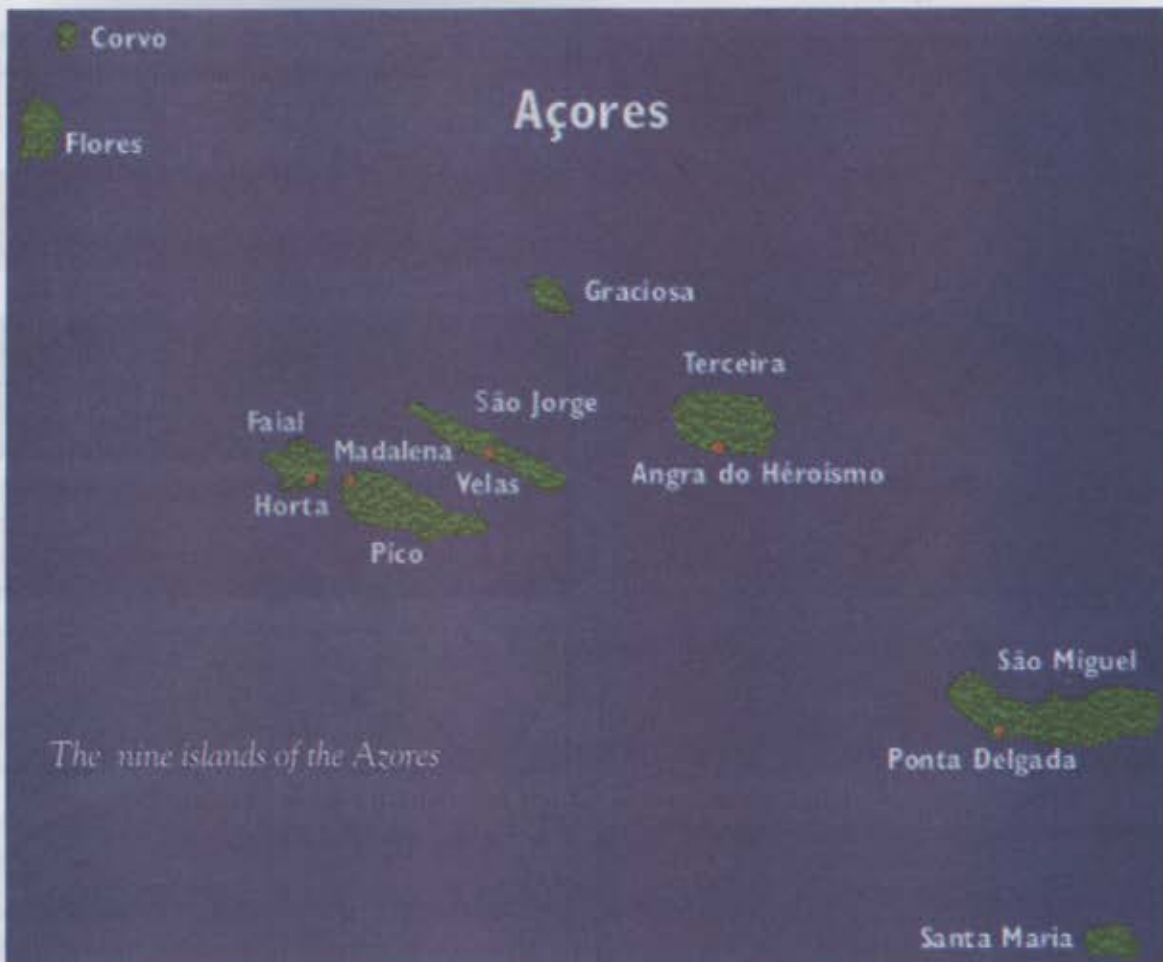 Corvo
Açores
Flores
Graciosa
Terceira
São Jorge
Faial
Madalena
Velas
Angra do Héroísmo
Horta
Pico
São Miguel
The nine islands of the Azores
Ponta Delgada
Santa Maria